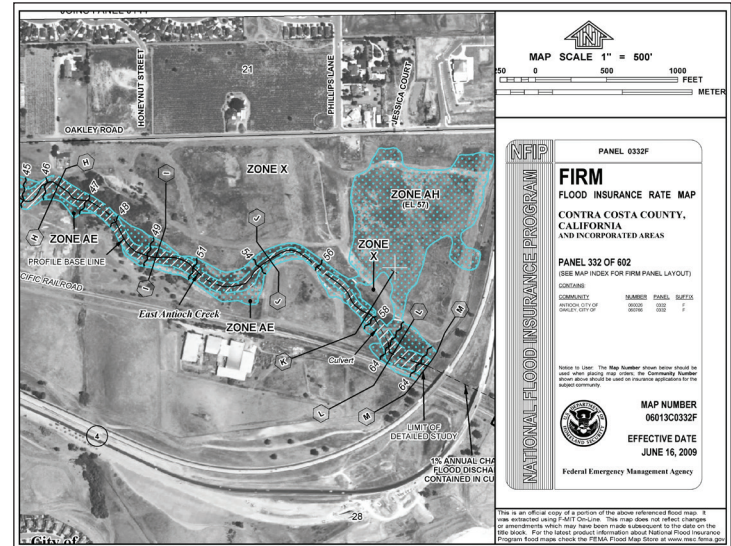 JOINS PANEL 0144
HONEYNUT STREET
21
PHILLIPS LANE
JESSICA COURT
OAKLEY ROAD
ZONE X
ZONE AH
(EL 57)
45
46
H
47
48
49
I
51
54
J
56
ZONE
X
58
L
M
H
ZONE AE
PROFILE BASE LINE
CIFIC RAILROAD
I
East Antioch Creek
J
ZONE AE
K
Culvert
64
64
L
M
LIMIT OF
DETAILED STUDY
4
1% ANNUAL CHA
FLOOD DISCHA
CONTAINED IN CU
28
City of
MAP SCALE 1" = 500'
250 0 500 1000
FEET
METER
NFIP
NATIONAL FLOOD INSURANCE PROGRAM
PANEL 0332F
FIRM
FLOOD INSURANCE RATE MAP
CONTRA COSTA COUNTY,
CALIFORNIA
AND INCORPORATED AREAS
PANEL 332 OF 602
(SEE MAP INDEX FOR FIRM PANEL LAYOUT)
CONTAINS:
COMMUNITY NUMBER PANEL SUFFIX
ANTIOCH, CITY OF 060026 0332 F
OAKLEY, CITY OF 060766 0332 F
Notice to User: The Map Number shown below should be
used when placing map orders; the Community Number
shown above should be used on insurance applications for the
subject community.
MAP NUMBER
06013C0332F
EFFECTIVE DATE
JUNE 16, 2009
Federal Emergency Management Agency
This is an official copy of a portion of the above referenced flood map. It
was extracted using F-MIT On-Line. This map does not reflect changes
or amendments which may have been made subsequent to the date on the
title block. For the latest product information about National Flood Insurance
Program flood maps check the FEMA Flood Map Store at www.msc.fema.gov